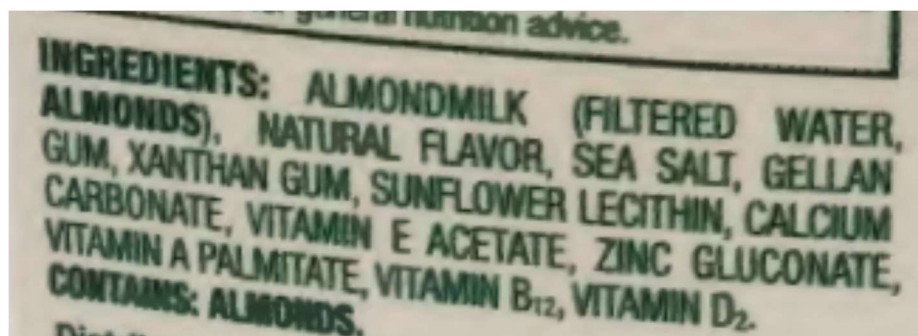 general nutrition advice.
INGREDIENTS: ALMONDMILK (FILTERED WATER,
ALMONDS), NATURAL FLAVOR, SEA SALT, GELLAN
GUM, XANTHAN GUM, SUNFLOWER LECITHIN, CALCIUM
CARBONATE, VITAMIN E ACETATE, ZINC GLUCONATE,
VITAMIN A PALMITATE, VITAMIN B₁₂, VITAMIN D₂.
CONTAINS: ALMONDS.